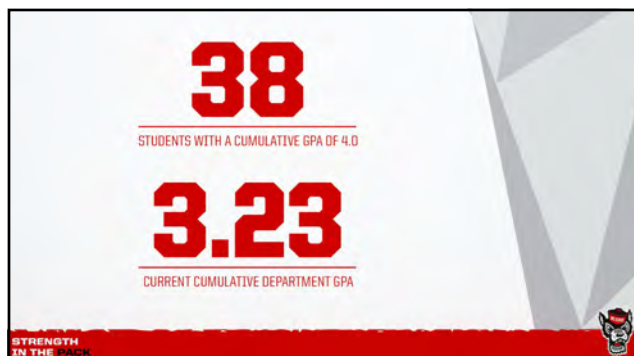 38
STUDENTS WITH A CUMULATIVE GPA OF 4.0
3.23
CURRENT CUMULATIVE DEPARTMENT GPA
STRENGTH
IN THE PACK